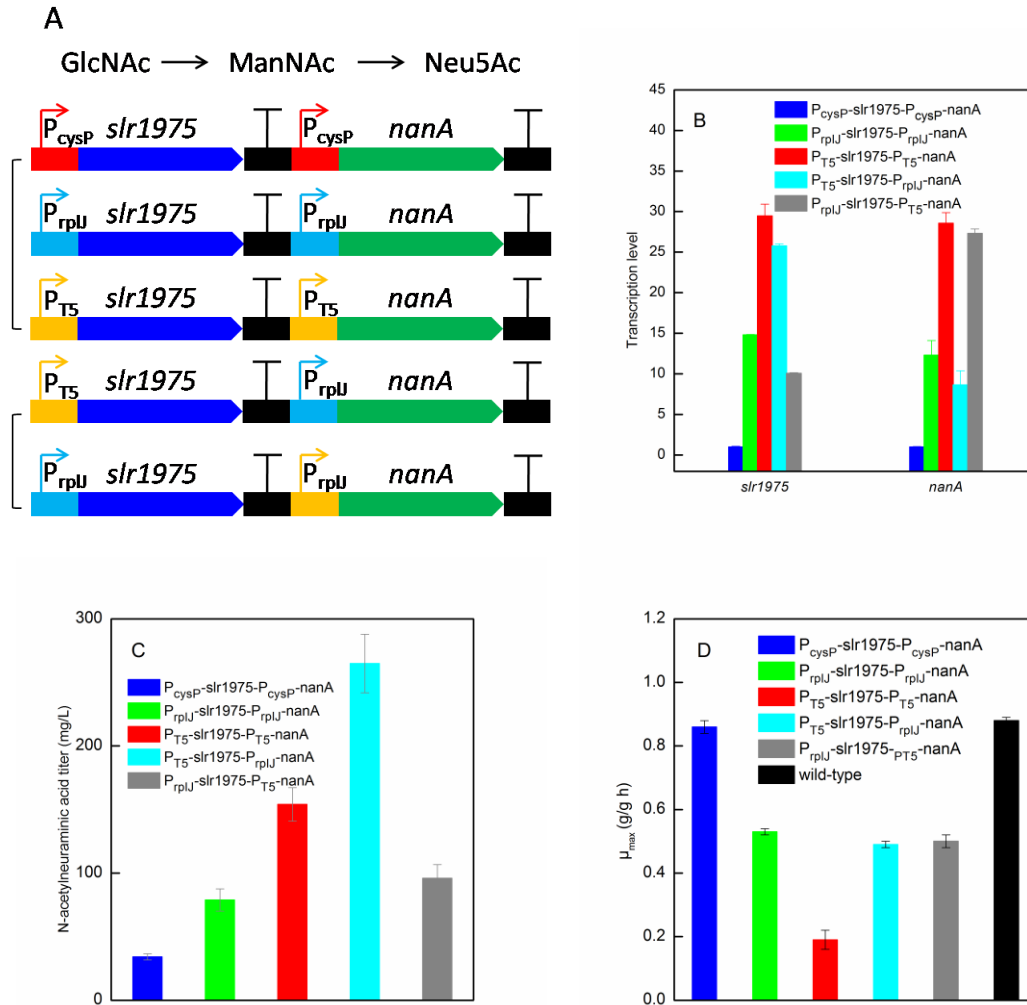 A
GlcNAc → ManNAc → Neu5Ac
PcysP slr1975 PcysP nanA
PrplJ slr1975 PrplJ nanA
PT5 slr1975 PT5 nanA
PT5 slr1975 PrplJ nanA
PrplJ slr1975 PrplJ nanA
B
PcysP-slr1975-PcysP-nanA
PrplJ-slr1975-PrplJ-nanA
PT5-slr1975-PT5-nanA
PT5-slr1975-PrplJ-nanA
PrplJ-slr1975-PT5-nanA
Transcription level
45
40
35
30
25
20
15
10
5
0
slr1975 nanA
C
PcysP-slr1975-PcysP-nanA
PrplJ-slr1975-PrplJ-nanA
PT5-slr1975-PT5-nanA
PT5-slr1975-PrplJ-nanA
PrplJ-slr1975-PT5-nanA
N-acetylneuraminic acid titer (mg/L)
300
200
100
0
D
PcysP-slr1975-PcysP-nanA
PrplJ-slr1975-PrplJ-nanA
PT5-slr1975-PT5-nanA
PT5-slr1975-PrplJ-nanA
PrplJ-slr1975-PT5-nanA
wild-type
μmax (g/g h)
1.2
1.0
0.8
0.6
0.4
0.2
0.0